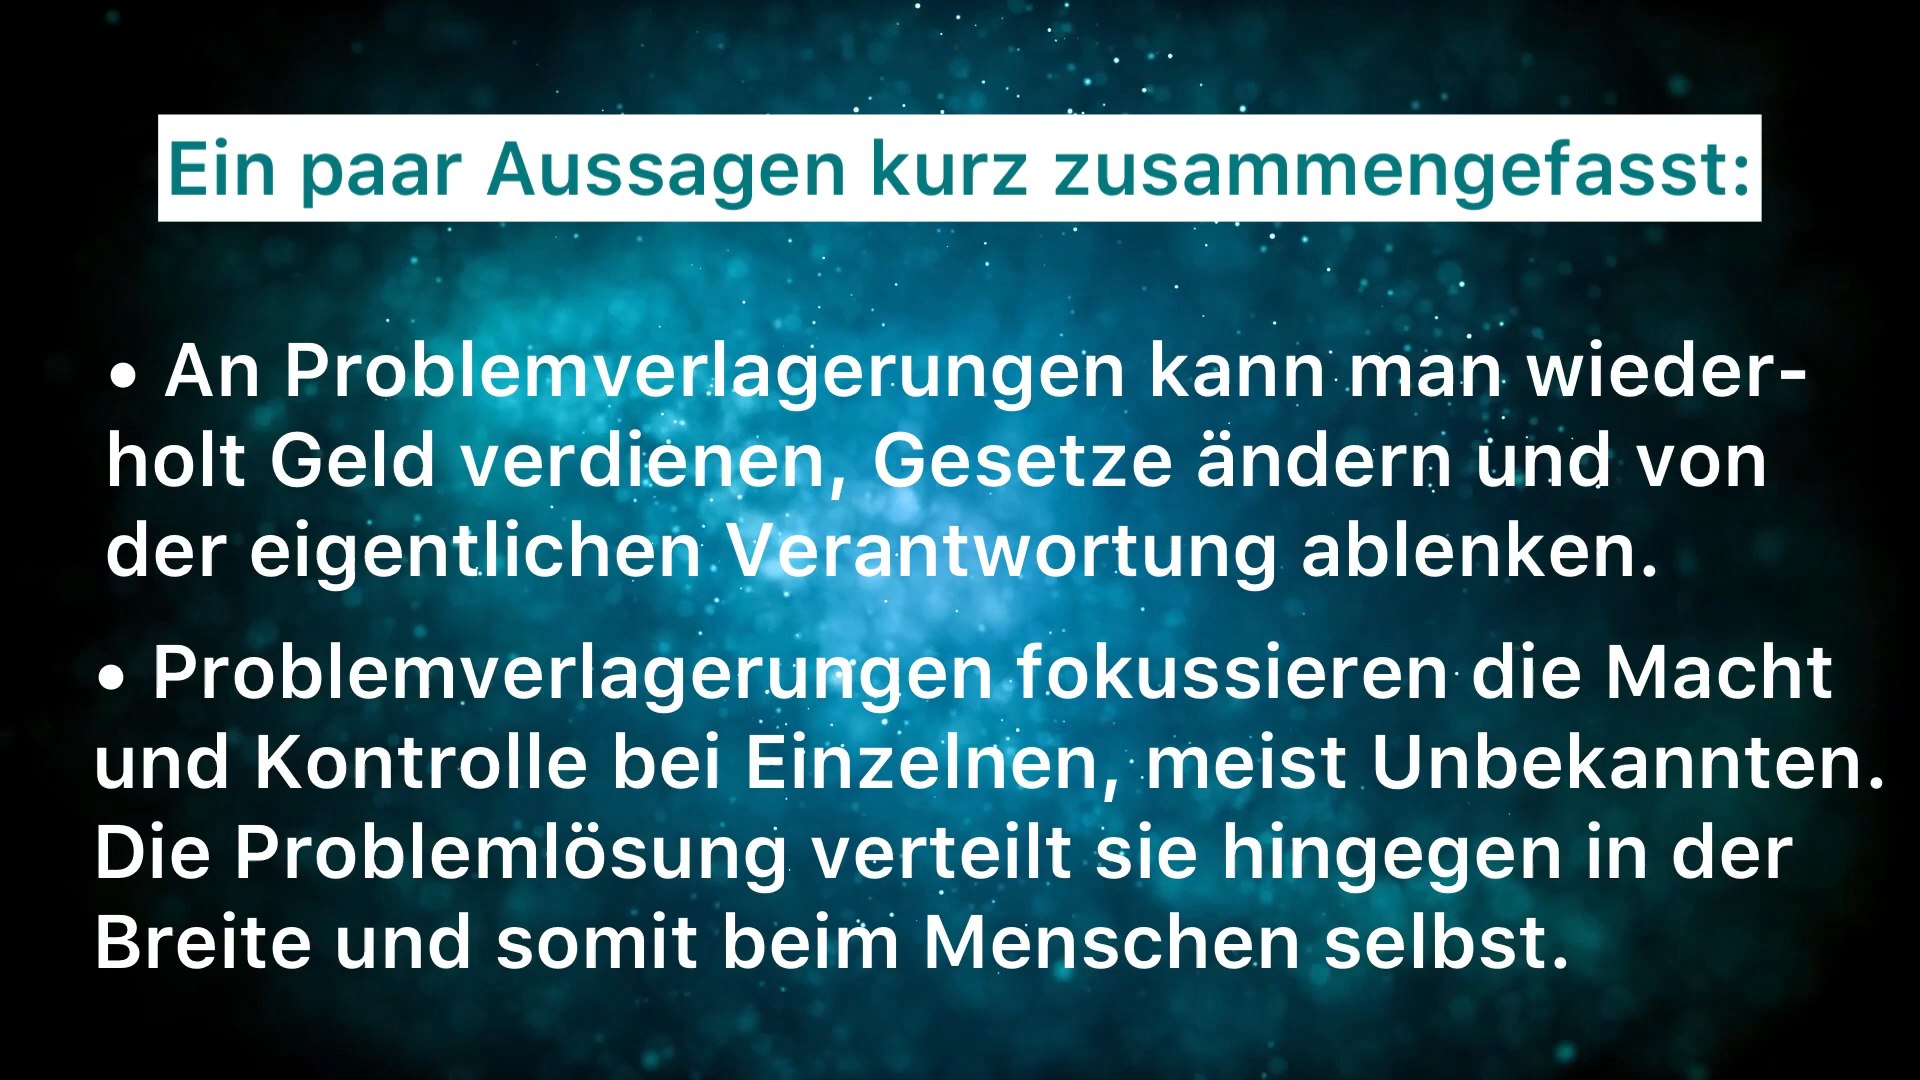 Ein paar Aussagen kurz zusammengefasst:
• An Problemverlagerungen kann man wieder-
holt Geld verdienen, Gesetze ändern und von
der eigentlichen Verantwortung ablenken.
• Problemverlagerungen fokussieren die Macht
und Kontrolle bei Einzelnen, meist Unbekannten.
Die Problemlösung verteilt sie hingegen in der
Breite und somit beim Menschen selbst.